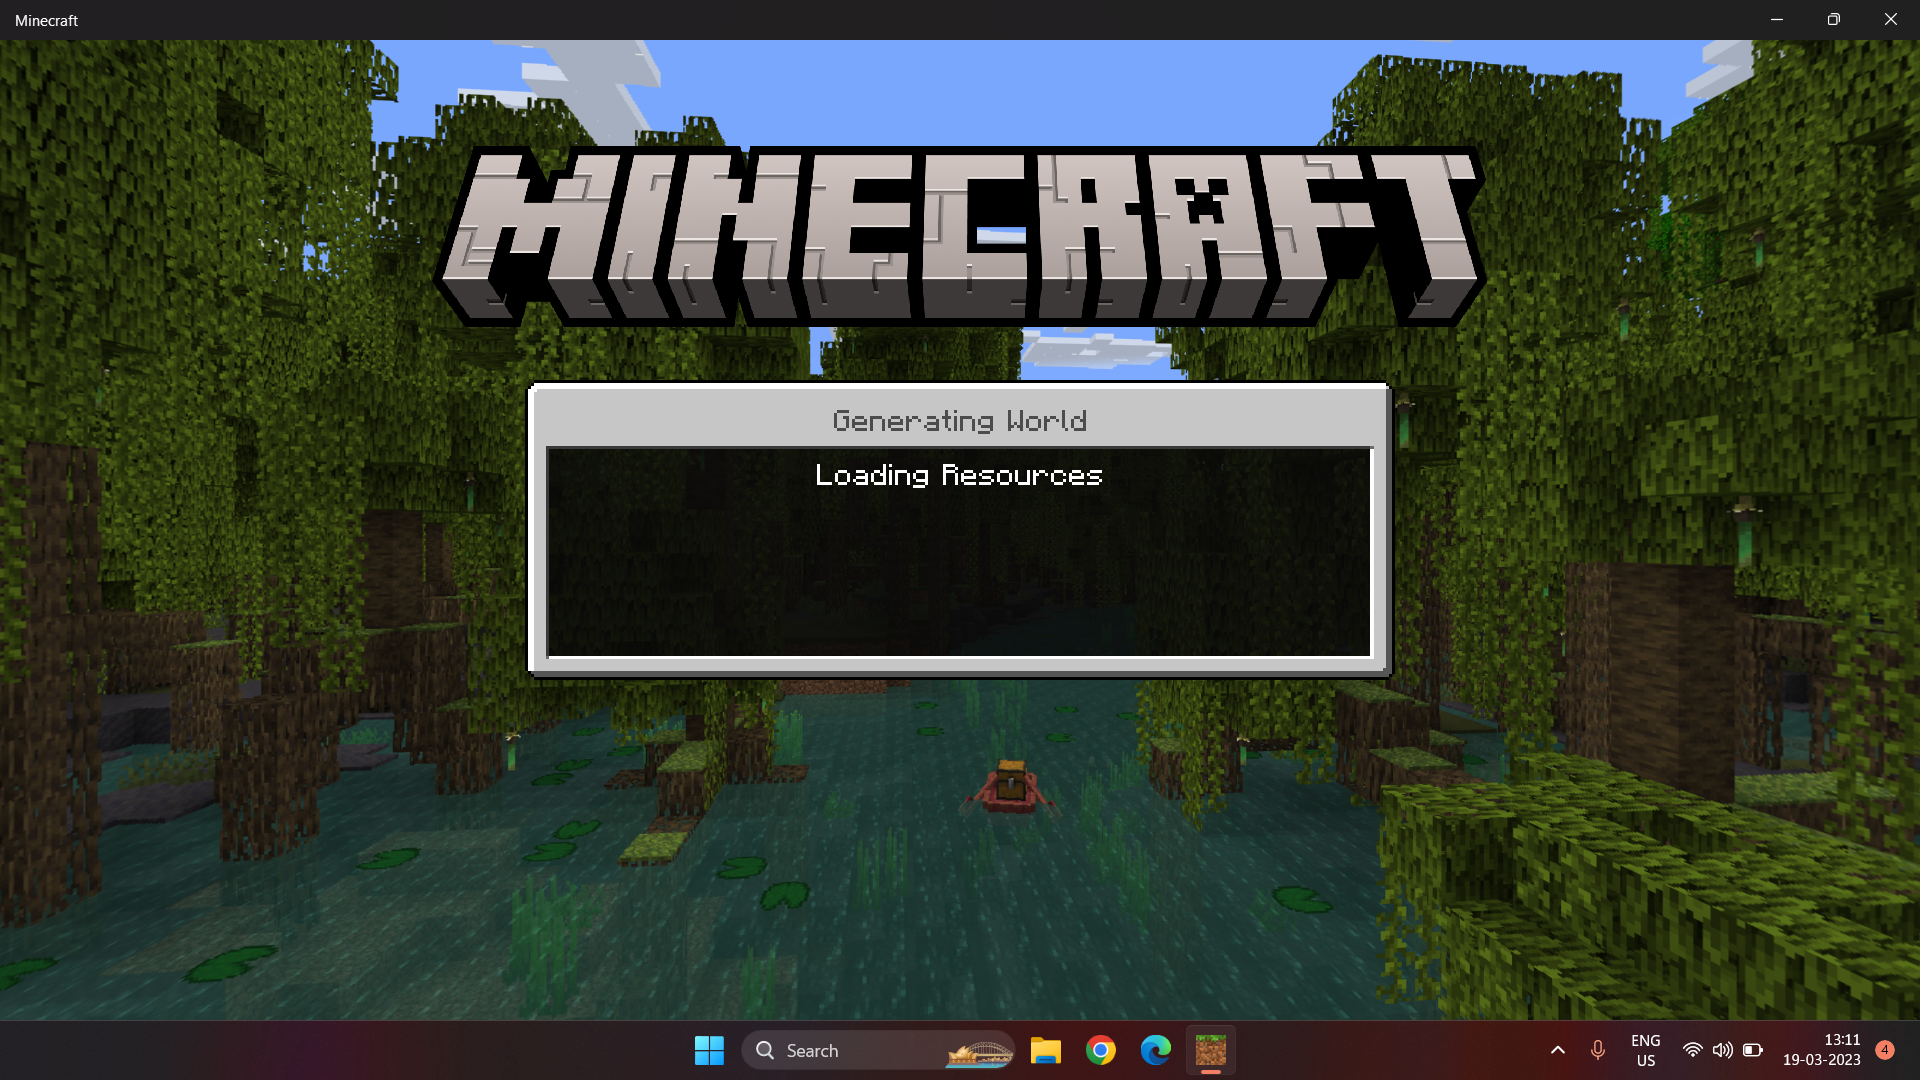 Minecraft
MINECRAFT
Generating World
Loading Resources
Search
ENG
US
13:11
19-03-2023
4